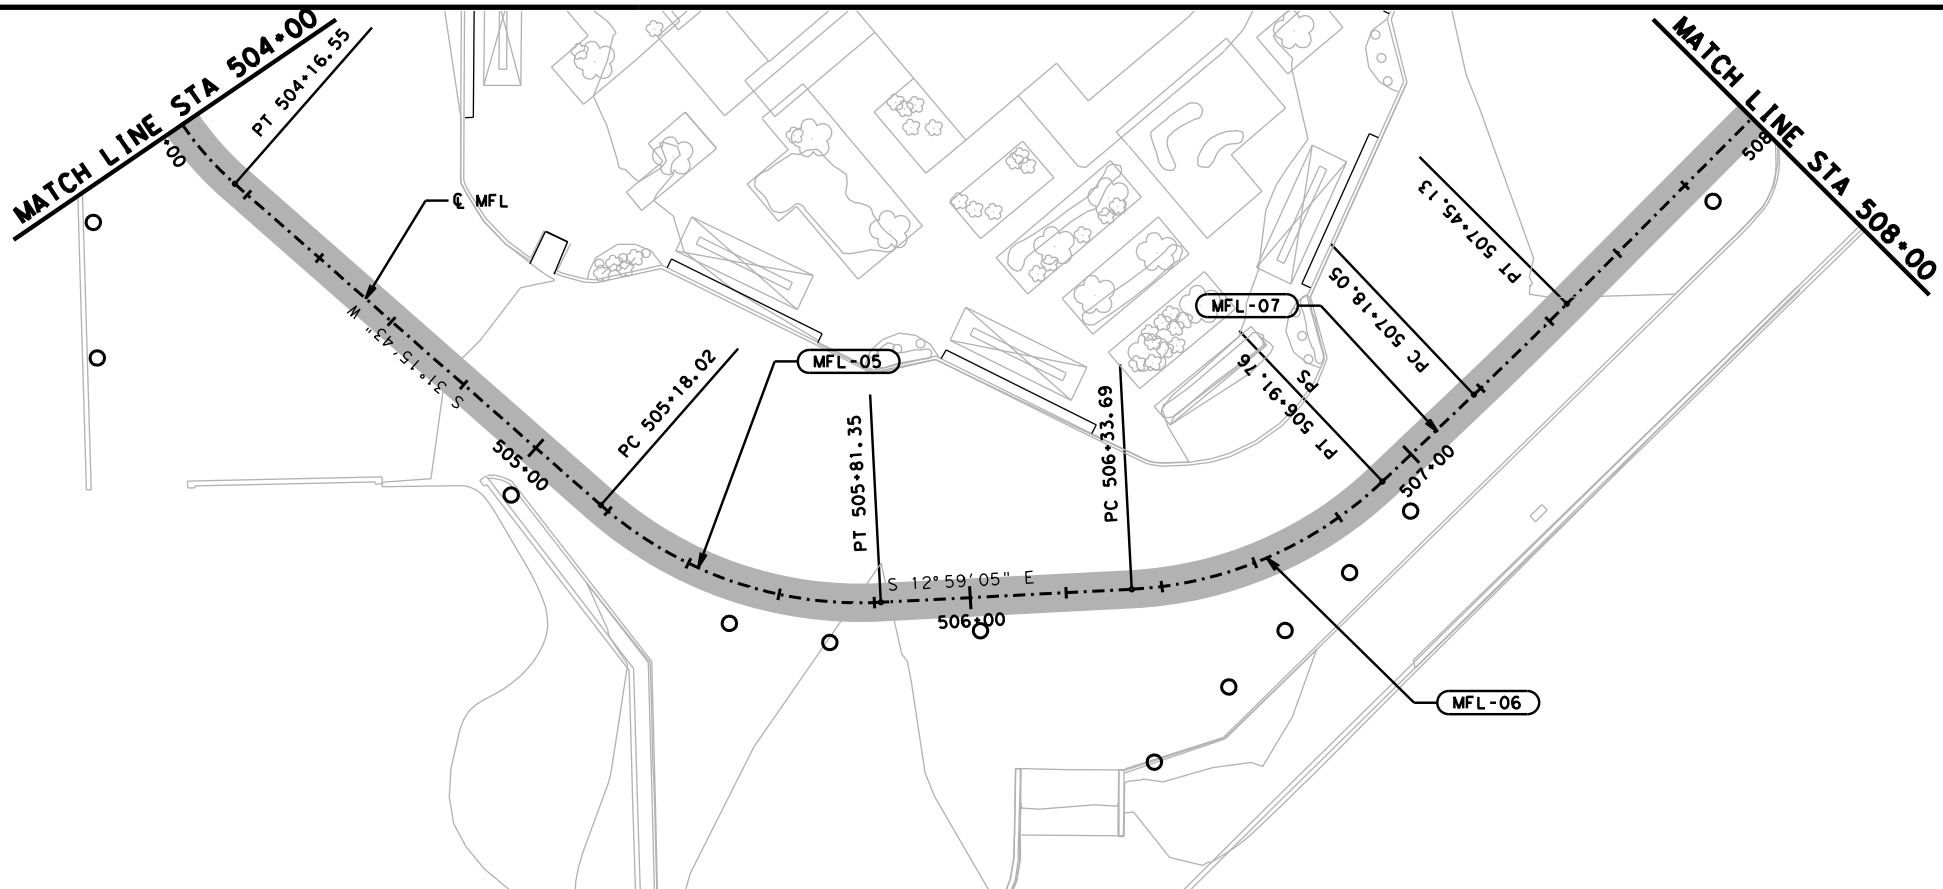 MATCH LINE STA 504+00
+00
PT 504+16.55
℄ MFL
S 31°15'43" W
505+00
PC 505+18.02
MFL-05
PT 505+81.35
S 12°59'05" E
506+00
PC 506+33.69
MFL-06
PT 506+91.76
PS
507+00
MFL-07
PC 507+18.05
PT 507+45.13
508
MATCH LINE STA 508+00